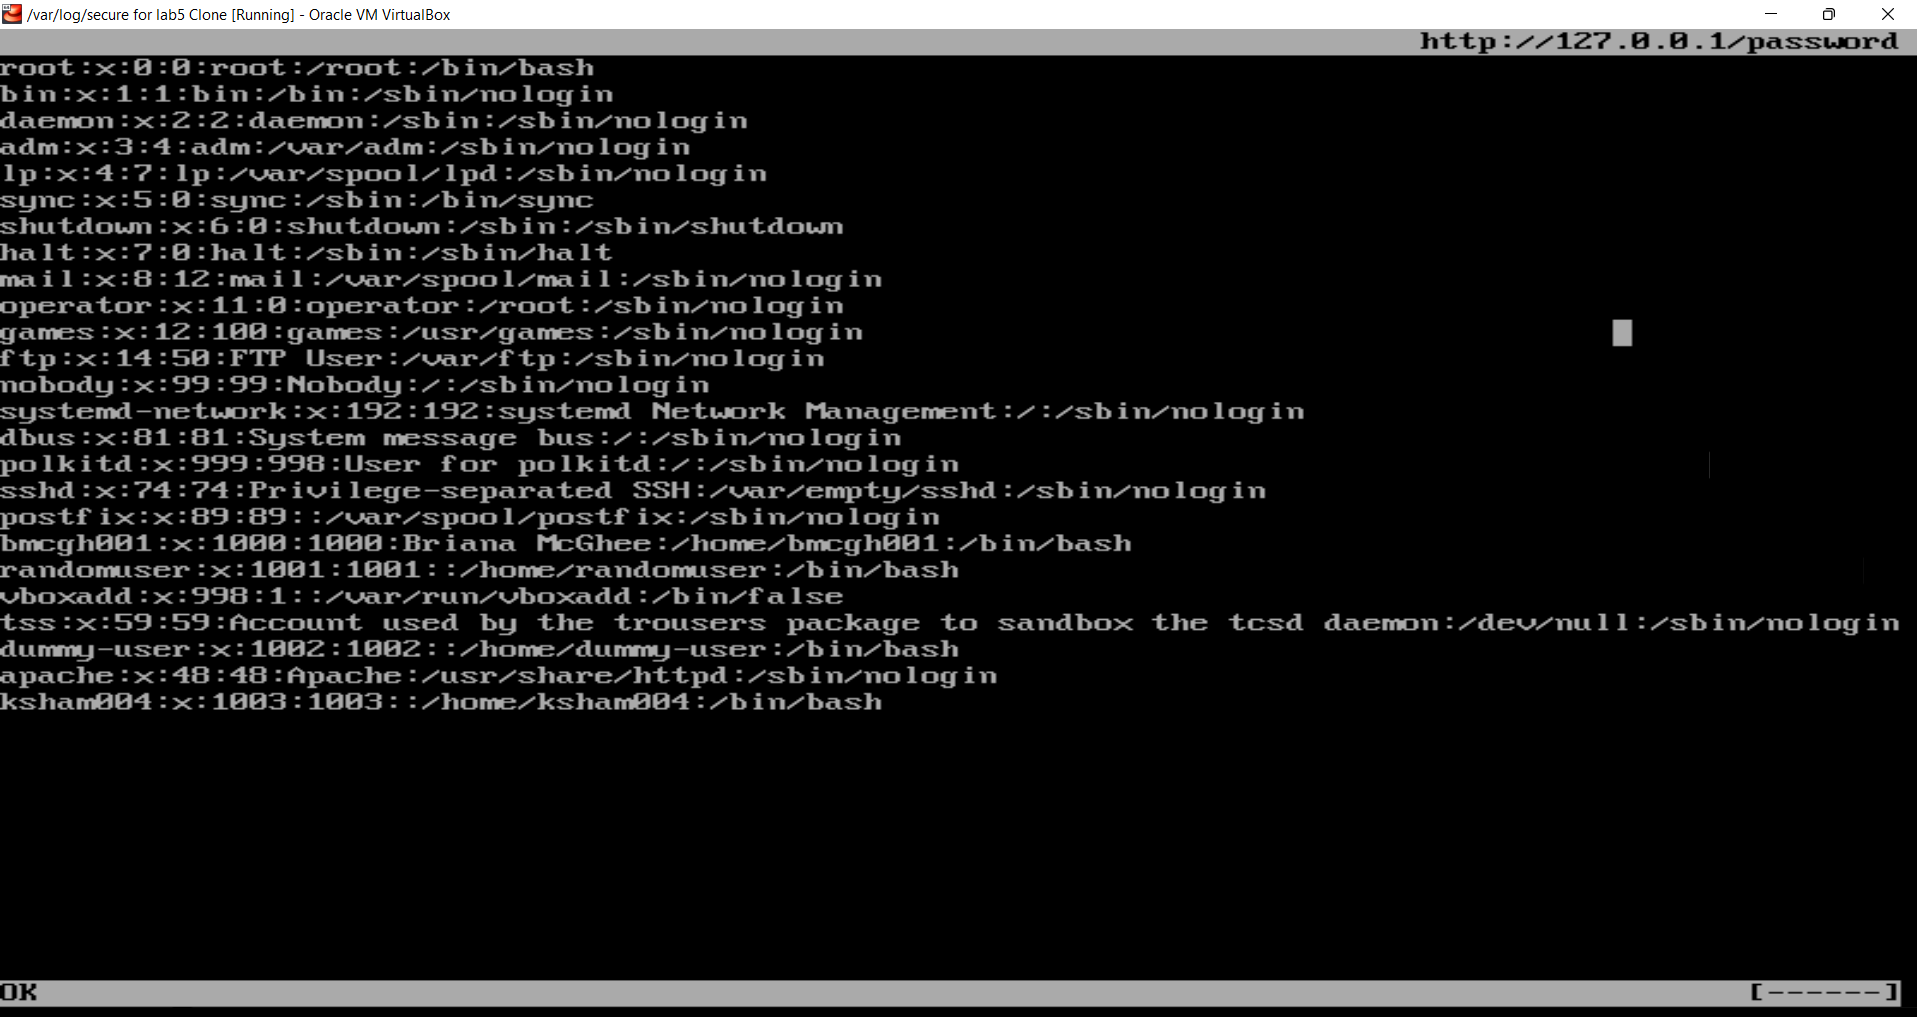 /var/log/secure for lab5 Clone [Running] - Oracle VM VirtualBox
http://127.0.0.1/password
root:x:0:0:root:/root:/bin/bash
bin:x:1:1:bin:/bin:/sbin/nologin
daemon:x:2:2:daemon:/sbin:/sbin/nologin
adm:x:3:4:adm:/var/adm:/sbin/nologin
lp:x:4:7:lp:/var/spool/lpd:/sbin/nologin
sync:x:5:0:sync:/sbin:/bin/sync
shutdown:x:6:0:shutdown:/sbin:/sbin/shutdown
halt:x:7:0:halt:/sbin:/sbin/halt
mail:x:8:12:mail:/var/spool/mail:/sbin/nologin
operator:x:11:0:operator:/root:/sbin/nologin
games:x:12:100:games:/usr/games:/sbin/nologin
ftp:x:14:50:FTP User:/var/ftp:/sbin/nologin
nobody:x:99:99:Nobody:/:/sbin/nologin
systemd-network:x:192:192:systemd Network Management:/:/sbin/nologin
dbus:x:81:81:System message bus:/:/sbin/nologin
polkitd:x:999:998:User for polkitd:/:/sbin/nologin
sshd:x:74:74:Privilege-separated SSH:/var/empty/sshd:/sbin/nologin
postfix:x:89:89::/var/spool/postfix:/sbin/nologin
bmcgh001:x:1000:1000:Briana McGhee:/home/bmcgh001:/bin/bash
randomuser:x:1001:1001::/home/randomuser:/bin/bash
vboxadd:x:998:1::/var/run/vboxadd:/bin/false
tss:x:59:59:Account used by the trousers package to sandbox the tcsd daemon:/dev/null:/sbin/nologin
dummy-user:x:1002:1002::/home/dummy-user:/bin/bash
apache:x:48:48:Apache:/usr/share/httpd:/sbin/nologin
ksham004:x:1003:1003::/home/ksham004:/bin/bash
OK [------]